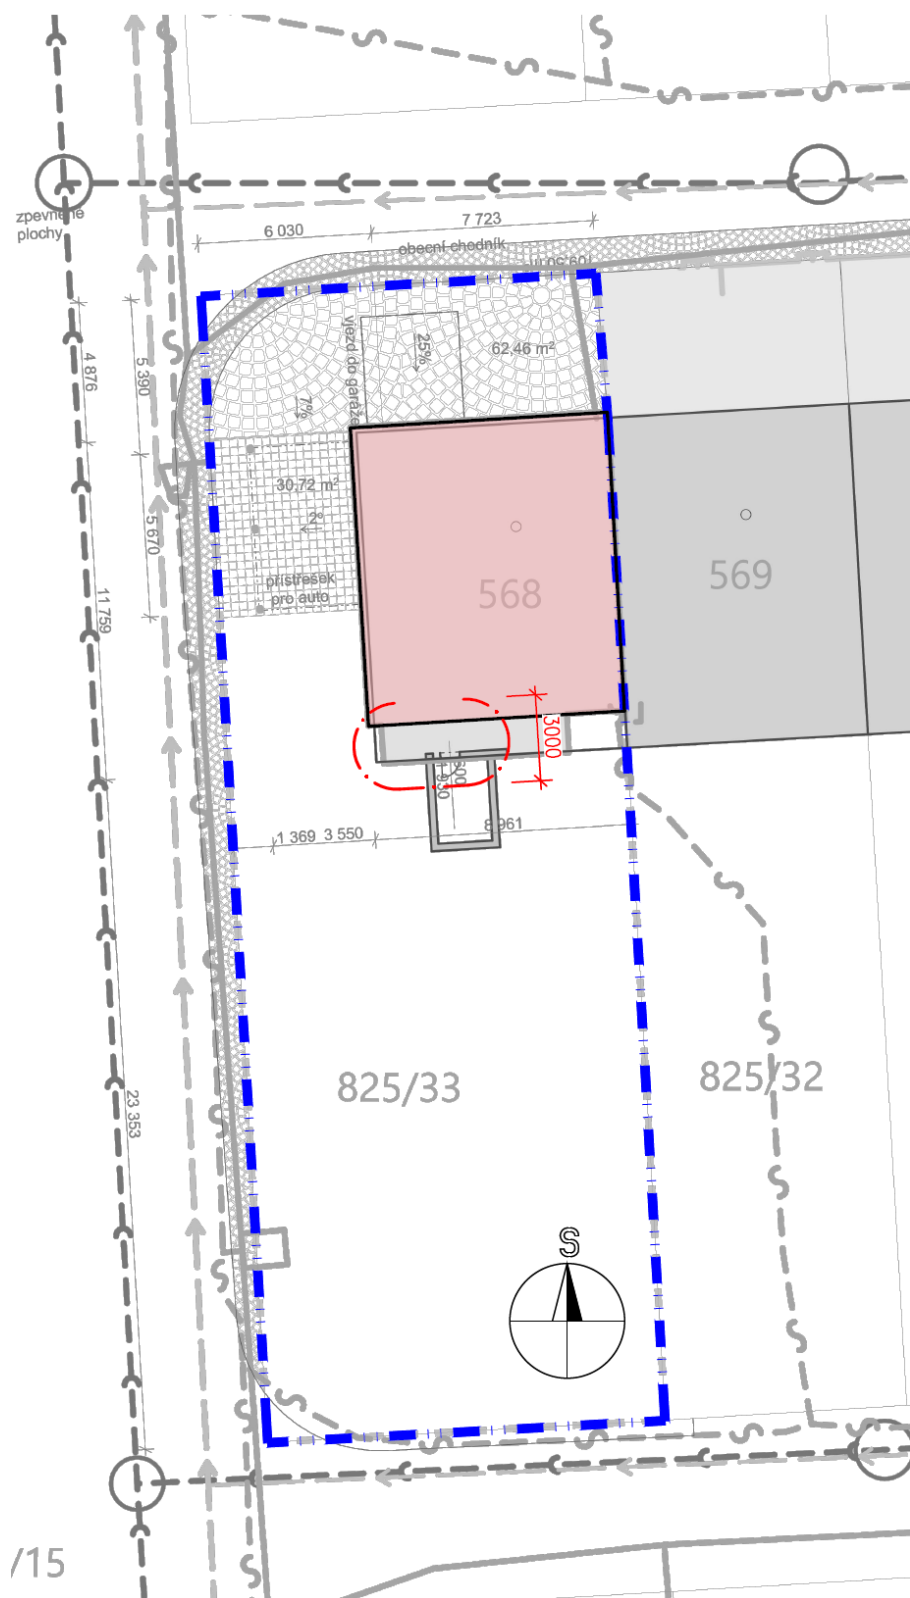 zpevněné
plochy
6 030
7 723
obecní chodník
4 876
5 390
vjezd do garáže
25%
62,46 m²
7%
30,72 m²
2°
5 670
přístřešek
pro auto
568
569
11 759
3000
1 369
3 550
8 961
825/33
825/32
23 353
S
/15